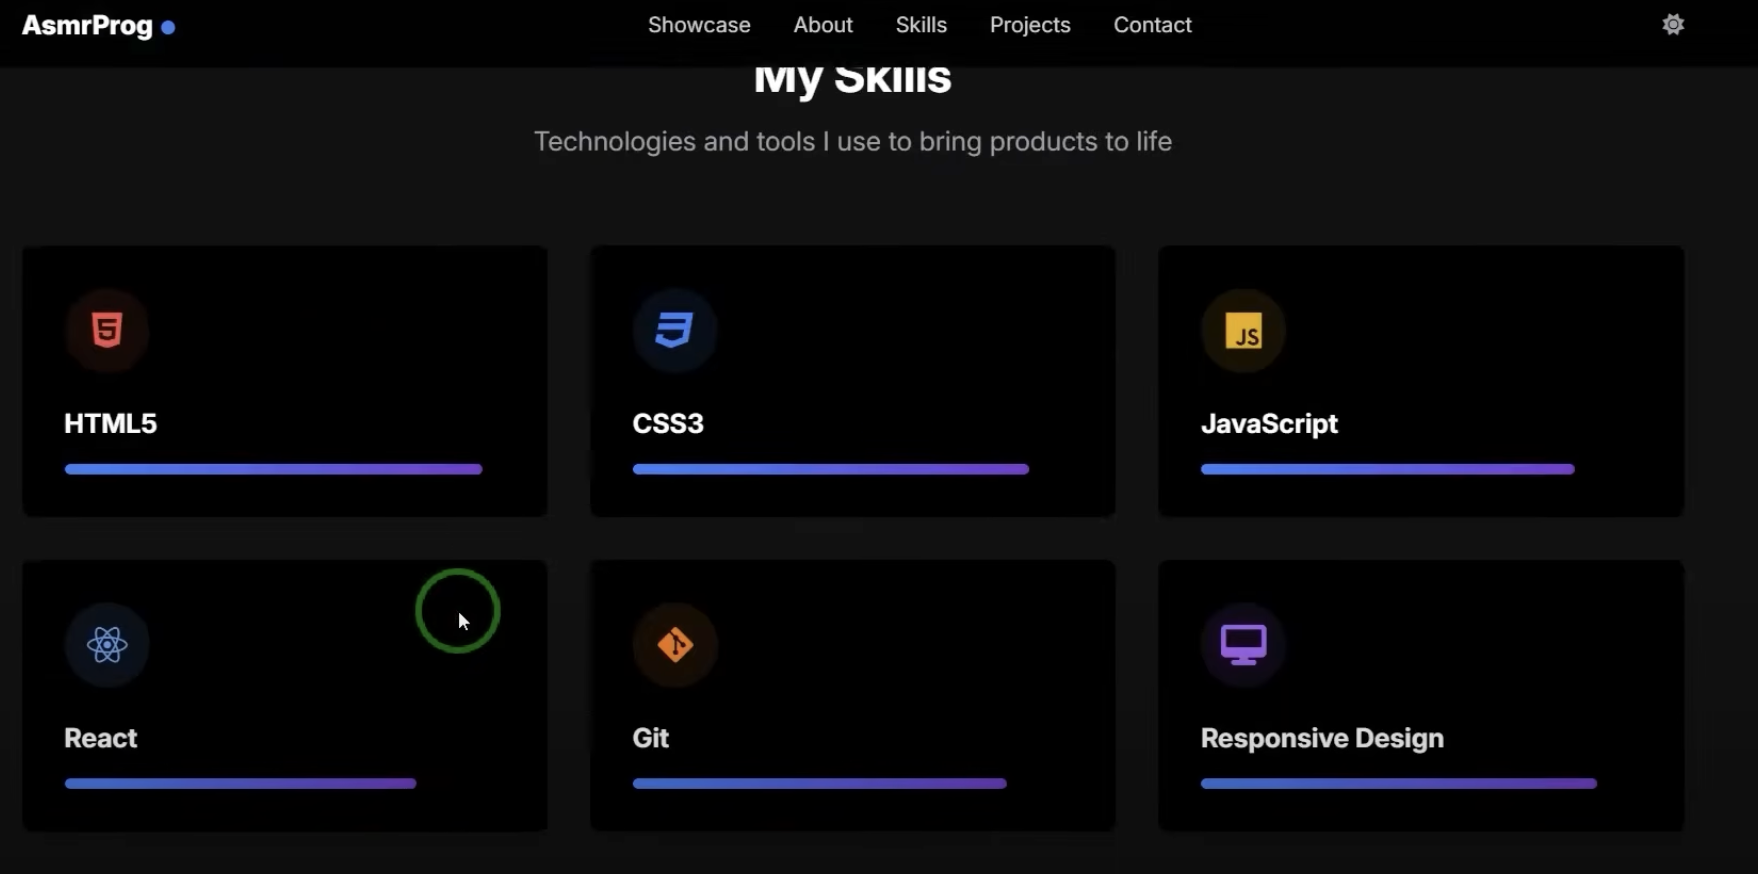 AsmrProg
Showcase About Skills Projects Contact
My Skills
Technologies and tools I use to bring products to life
5
JS
HTML5 CSS3 JavaScript
React Git Responsive Design